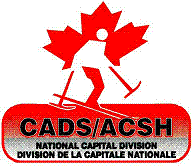 CADS/ACSH
NATIONAL CAPITAL DIVISION
DIVISION DE LA CAPITALE NATIONALE